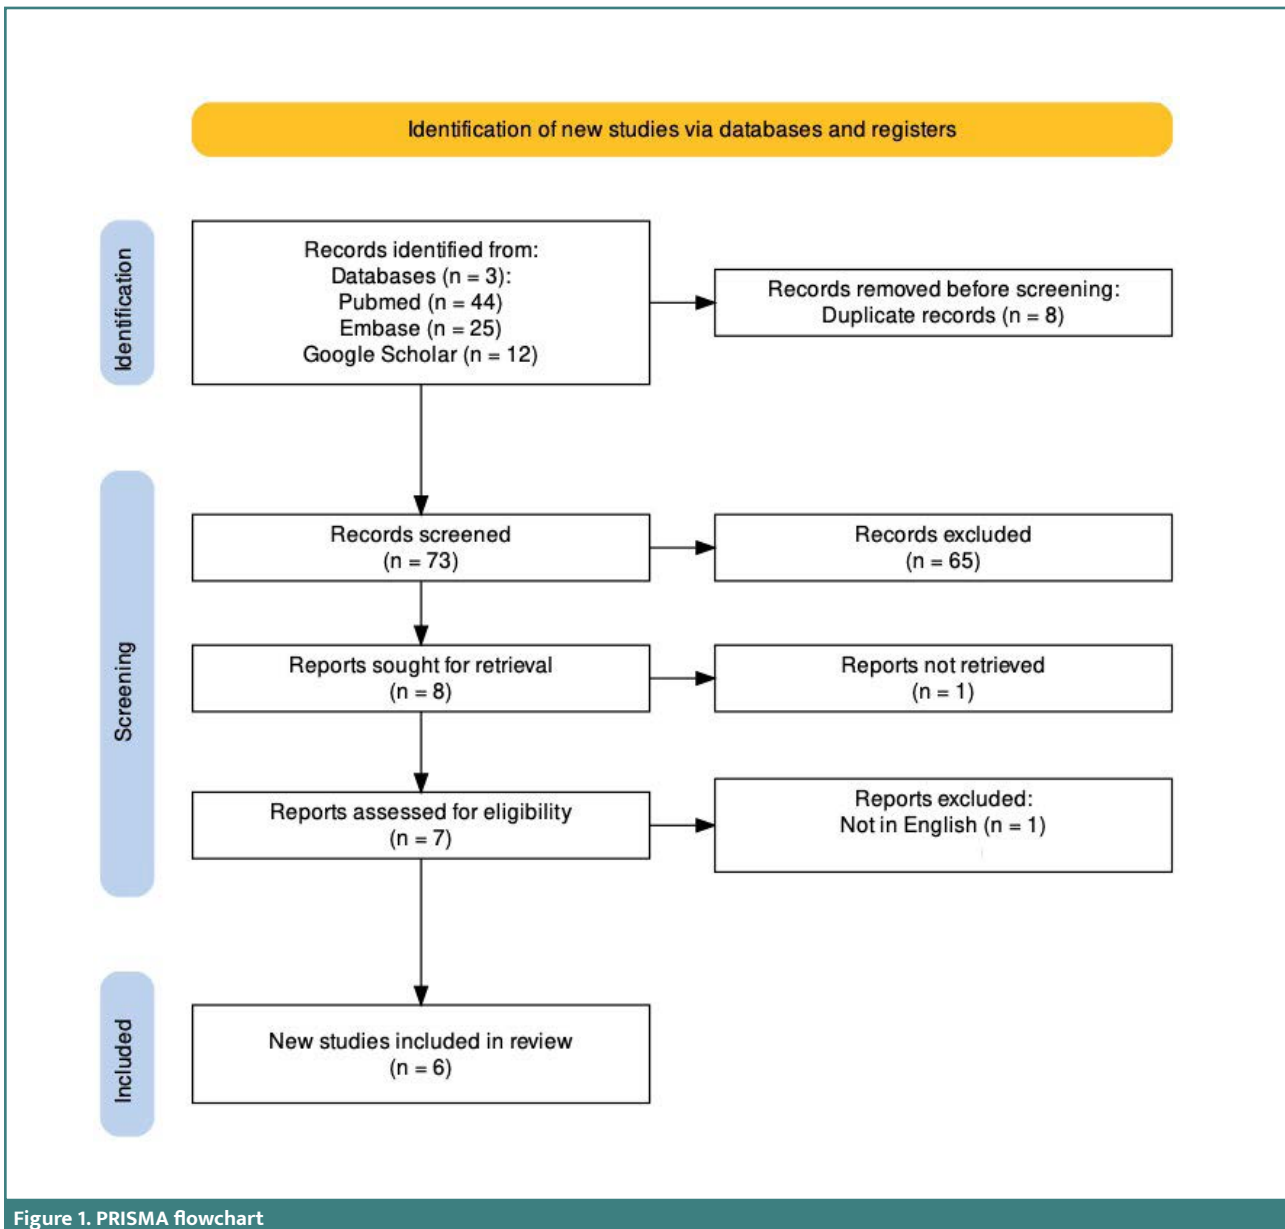 Identification of new studies via databases and registers
Identification
Records identified from:
Databases (n = 3):
Pubmed (n = 44)
Embase (n = 25)
Google Scholar (n = 12)
Records removed before screening:
Duplicate records (n = 8)
Screening
Records screened
(n = 73)
Records excluded
(n = 65)
Reports sought for retrieval
(n = 8)
Reports not retrieved
(n = 1)
Reports assessed for eligibility
(n = 7)
Reports excluded:
Not in English (n = 1)
Included
New studies included in review
(n = 6)
Figure 1. PRISMA flowchart